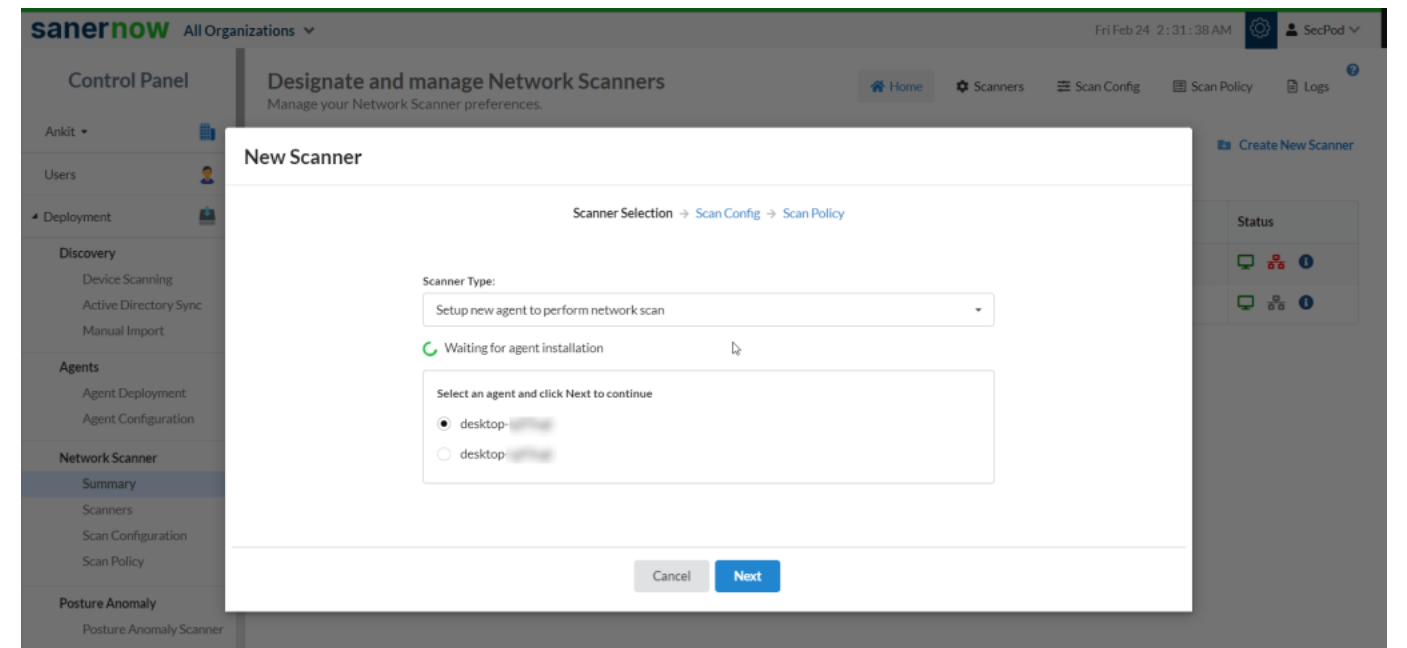 sanernow All Organizations
Fri Feb 24 2:31:38 AM SecPod
Control Panel
Ankit
Users
Deployment
Discovery
Device Scanning
Active Directory Sync
Manual Import
Agents
Agent Deployment
Agent Configuration
Network Scanner
Summary
Scanners
Scan Configuration
Scan Policy
Posture Anomaly
Posture Anomaly Scanner
Designate and manage Network Scanners
Manage your Network Scanner preferences.
Home Scanners Scan Config Scan Policy Logs
Create New Scanner
Status
New Scanner
Scanner Selection → Scan Config → Scan Policy
Scanner Type:
Setup new agent to perform network scan
Waiting for agent installation
Select an agent and click Next to continue
desktop-
desktop
Cancel Next